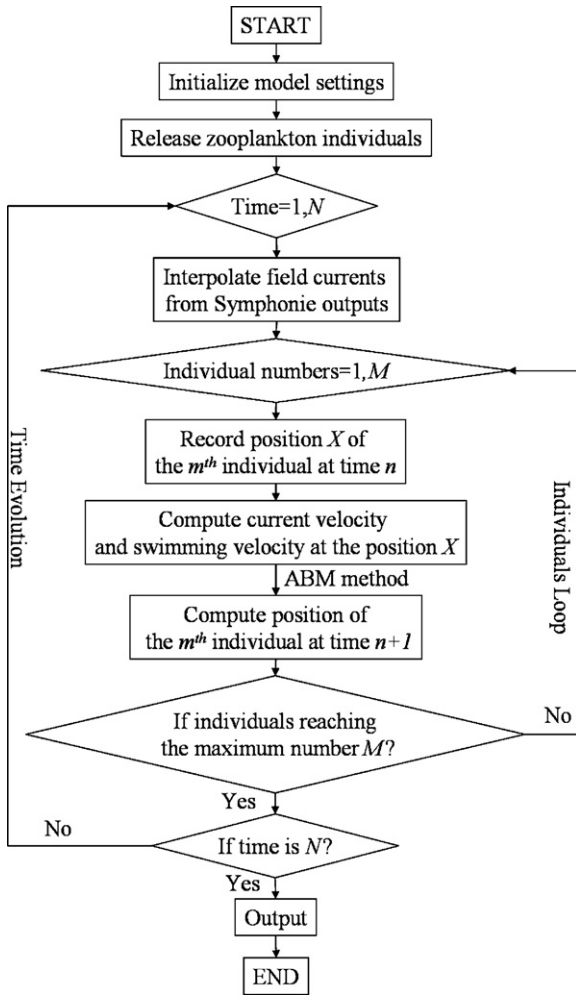 START
Initialize model settings
Release zooplankton individuals
Time=1,N
Interpolate field currents
from Symphonie outputs
Individual numbers=1,M
Record position X of
the mth individual at time n
Compute current velocity
and swimming velocity at the position X
ABM method
Compute position of
the mth individual at time n+1
If individuals reaching
the maximum number M?
No
Yes
Individuals Loop
If time is N?
No
Yes
Time Evolution
Output
END